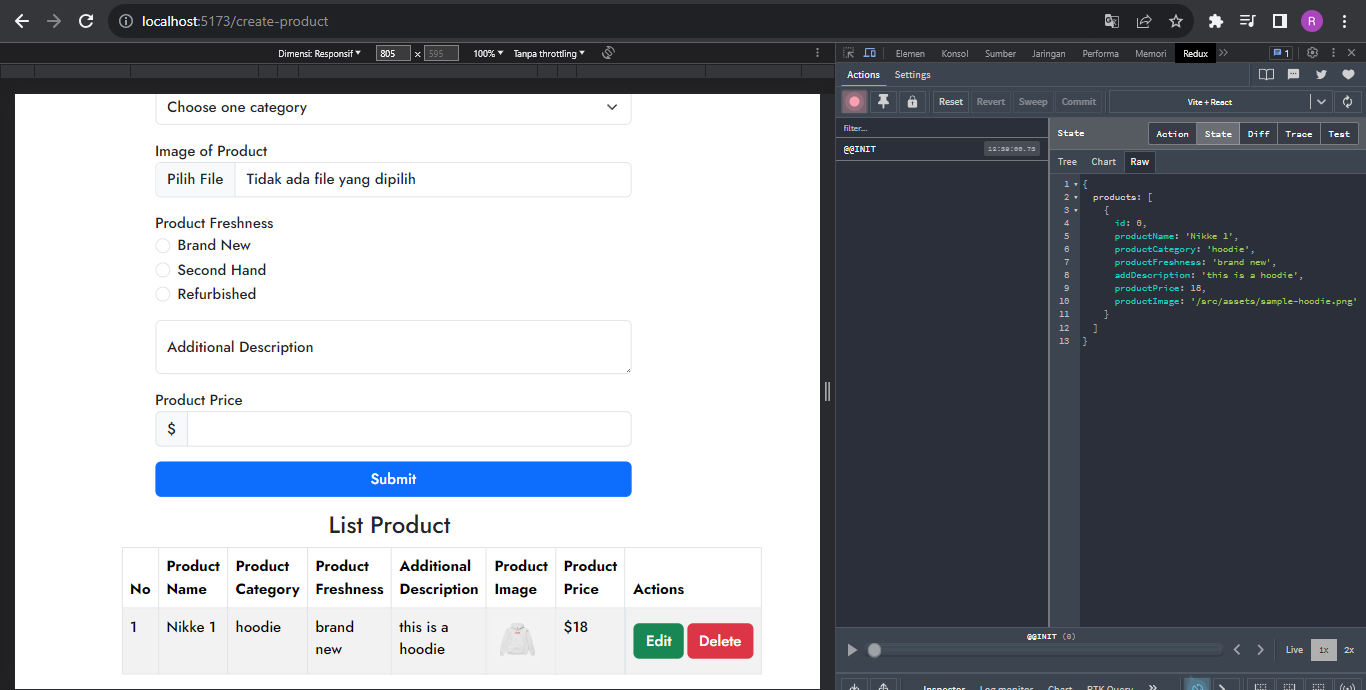 localhost:5173/create-product
R
Dimensi: Responsif ▾ 805 x 595 100% ▾ Tanpa throttling ▾
Elemen Konsol Sumber Jaringan Performa Memori Redux 1
Actions Settings
Reset Revert Sweep Commit Vite + React
filter...
@@INIT 12:59:00.75
State Action State Diff Trace Test
Tree Chart Raw
1 {
2 products: [
3 {
4 id: 0,
5 productName: 'Nikke 1',
6 productCategory: 'hoodie',
7 productFreshness: 'brand new',
8 addDescription: 'this is a hoodie',
9 productPrice: 18,
10 productImage: '/src/assets/sample-hoodie.png'
11 }
12 ]
13 }
@@INIT (0)
Live 1x 2x
Inspector Log monitor Chart RTK Query
Choose one category
Image of Product
Pilih File Tidak ada file yang dipilih
Product Freshness
Brand New
Second Hand
Refurbished
Additional Description
Product Price
$
Submit
List Product
No Product Name Product Category Product Freshness Additional Description Product Image Product Price Actions
1 Nikke 1 hoodie brand new this is a hoodie $18 Edit Delete